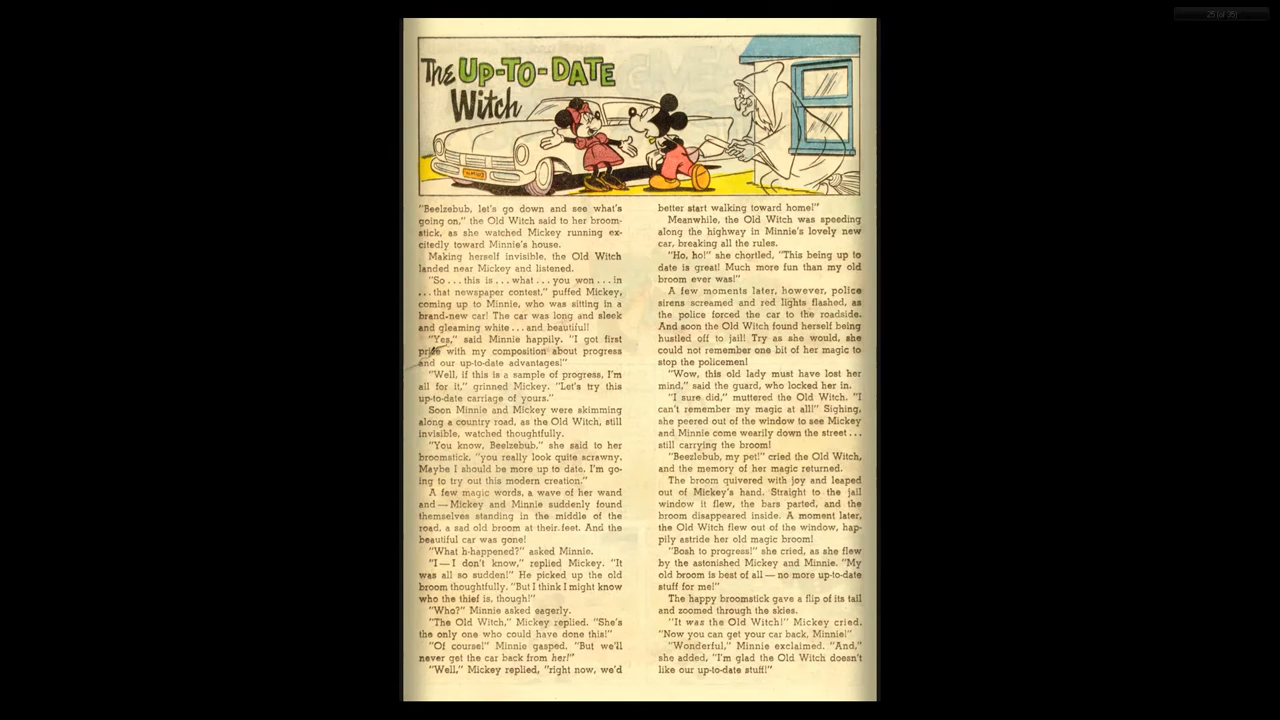 25 (of 35)
The UP-TO-DATE
Witch
"Beelzebub, let's go down and see what's
going on," the Old Witch said to her broom-
stick, as she watched Mickey running ex-
citedly toward Minnie's house.
Making herself invisible, the Old Witch
landed near Mickey and listened.
"So . . . this is . . . what . . . you won . . . in
. . . that newspaper contest," puffed Mickey,
coming up to Minnie, who was sitting in a
brand-new car! The car was long and sleek
and gleaming white . . . and beautiful!
"Yes," said Minnie happily. "I got first
prize with my composition about progress
and our up-to-date advantages!"
"Well, if this is a sample of progress, I'm
all for it," grinned Mickey. "Let's try this
up-to-date carriage of yours."
Soon Minnie and Mickey were skimming
along a country road, as the Old Witch, still
invisible, watched thoughtfully.
"You know, Beelzebub," she said to her
broomstick, "you really look quite scrawny.
Maybe I should be more up to date. I'm go-
ing to try out this modern creation."
A few magic words, a wave of her wand
and — Mickey and Minnie suddenly found
themselves standing in the middle of the
road, a sad old broom at their feet. And the
beautiful car was gone!
"What h-happened?" asked Minnie.
"I — I don't know," replied Mickey. "It
was all so sudden!" He picked up the old
broom thoughtfully. "But I think I might know
who the thief is, though!"
"Who?" Minnie asked eagerly.
"The Old Witch," Mickey replied. "She's
the only one who could have done this!"
"Of course!" Minnie gasped. "But we'll
never get the car back from her!"
"Well," Mickey replied, "right now, we'd
better start walking toward home!"
Meanwhile, the Old Witch was speeding
along the highway in Minnie's lovely new
car, breaking all the rules.
"Ho, ho!" she chortled, "This being up to
date is great! Much more fun than my old
broom ever was!"
A few moments later, however, police
sirens screamed and red lights flashed, as
the police forced the car to the roadside.
And soon the Old Witch found herself being
hustled off to jail! Try as she would, she
could not remember one bit of her magic to
stop the policemen!
"Wow, this old lady must have lost her
mind," said the guard, who locked her in.
"I sure did," muttered the Old Witch. "I
can't remember my magic at all!" Sighing,
she peered out of the window to see Mickey
and Minnie come wearily down the street . . .
still carrying the broom!
"Beezlebub, my pet!" cried the Old Witch,
and the memory of her magic returned.
The broom quivered with joy and leaped
out of Mickey's hand. Straight to the jail
window it flew, the bars parted, and the
broom disappeared inside. A moment later,
the Old Witch flew out of the window, hap-
pily astride her old magic broom!
"Bosh to progress!" she cried, as she flew
by the astonished Mickey and Minnie. "My
old broom is best of all — no more up-to-date
stuff for me!"
The happy broomstick gave a flip of its tail
and zoomed through the skies.
"It was the Old Witch!" Mickey cried.
"Now you can get your car back, Minnie!"
"Wonderful," Minnie exclaimed. "And,"
she added, "I'm glad the Old Witch doesn't
like our up-to-date stuff!"